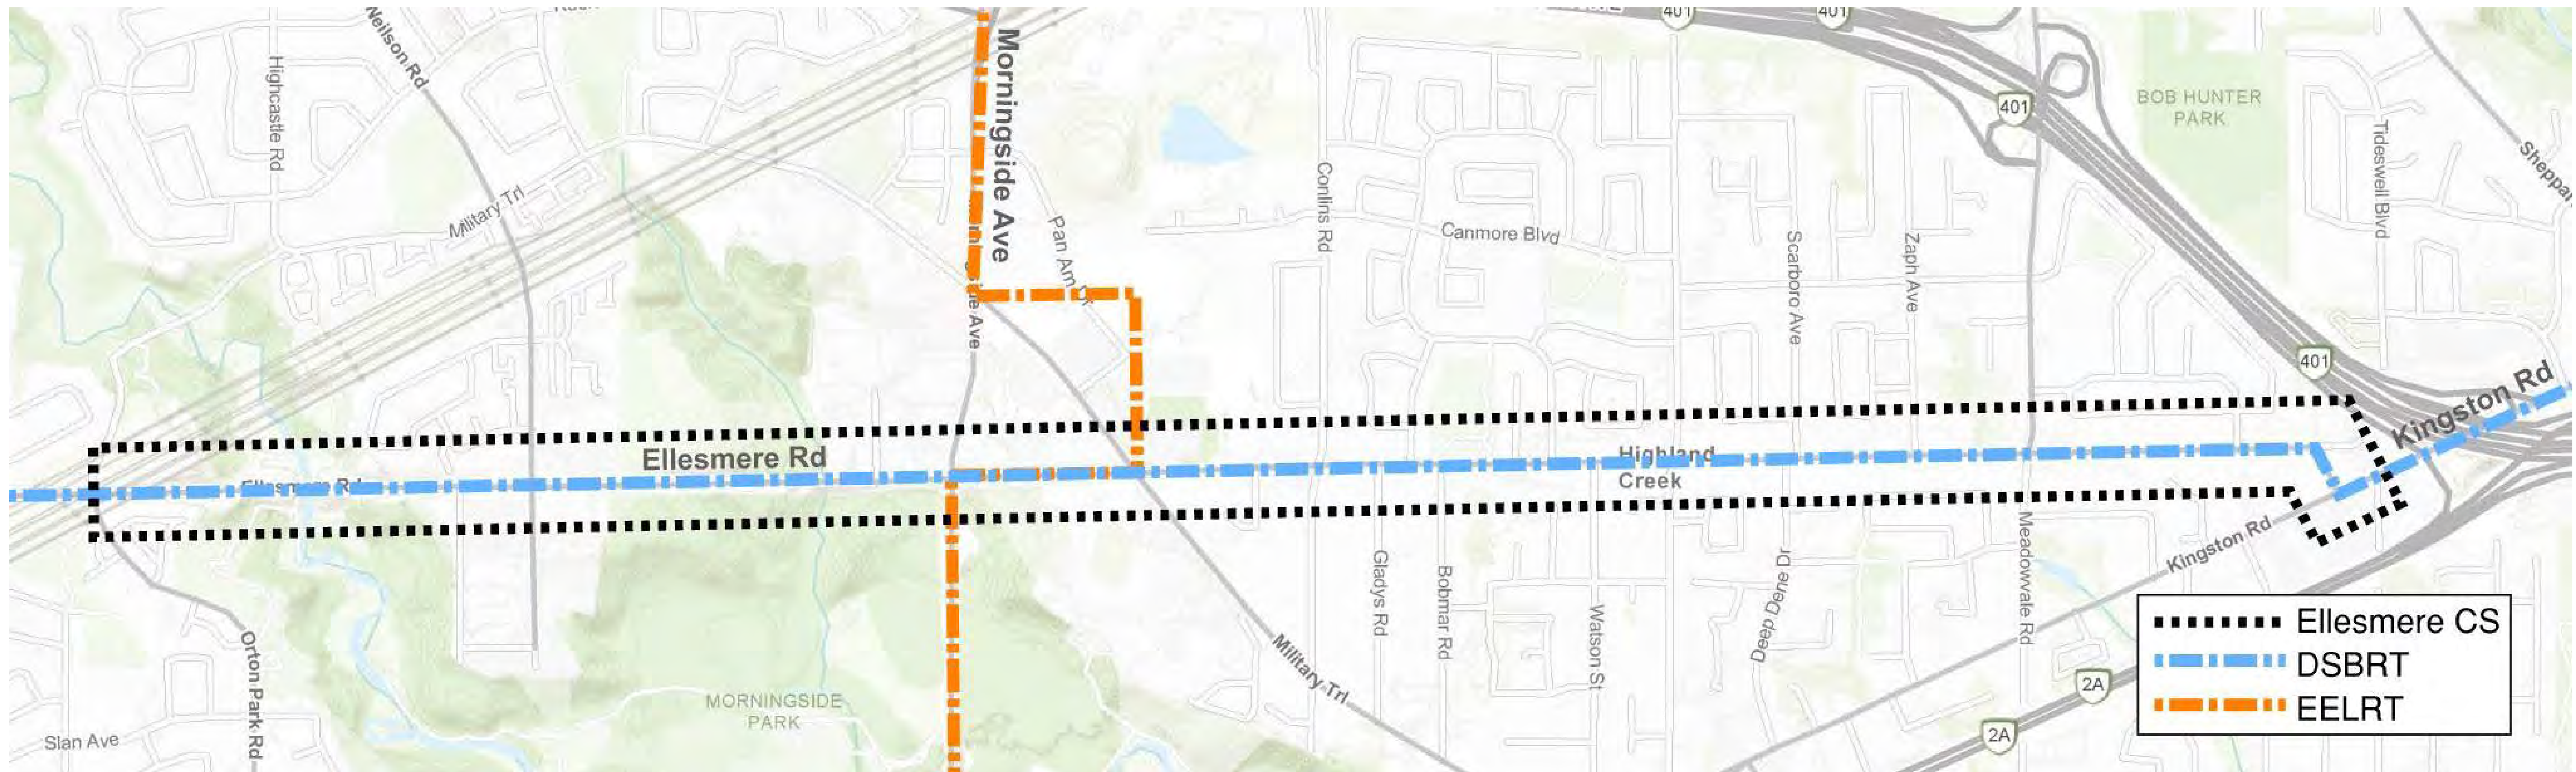 401
401
Neilson Rd
Highcastle Rd
Morningside Ave
401
BOB HUNTER
PARK
Tideswell Blvd
Sheppar
Military Trl
Pan Am Dr
Conlins Rd
Canmore Blvd
Scarboro Ave
Zaph Ave
Ave
401
Kingston Rd
Ellesmere Rd
Ellesmere Rd
Highland
Creek
Kingston Rd
Meadowvale Rd
Gladys Rd
Bobmar Rd
Watson St
Deep Dene Dr
Military Trl
Orton Park Rd
MORNINGSIDE
PARK
Slan Ave
2A
2A
Ellesmere CS
DSBRT
EELRT